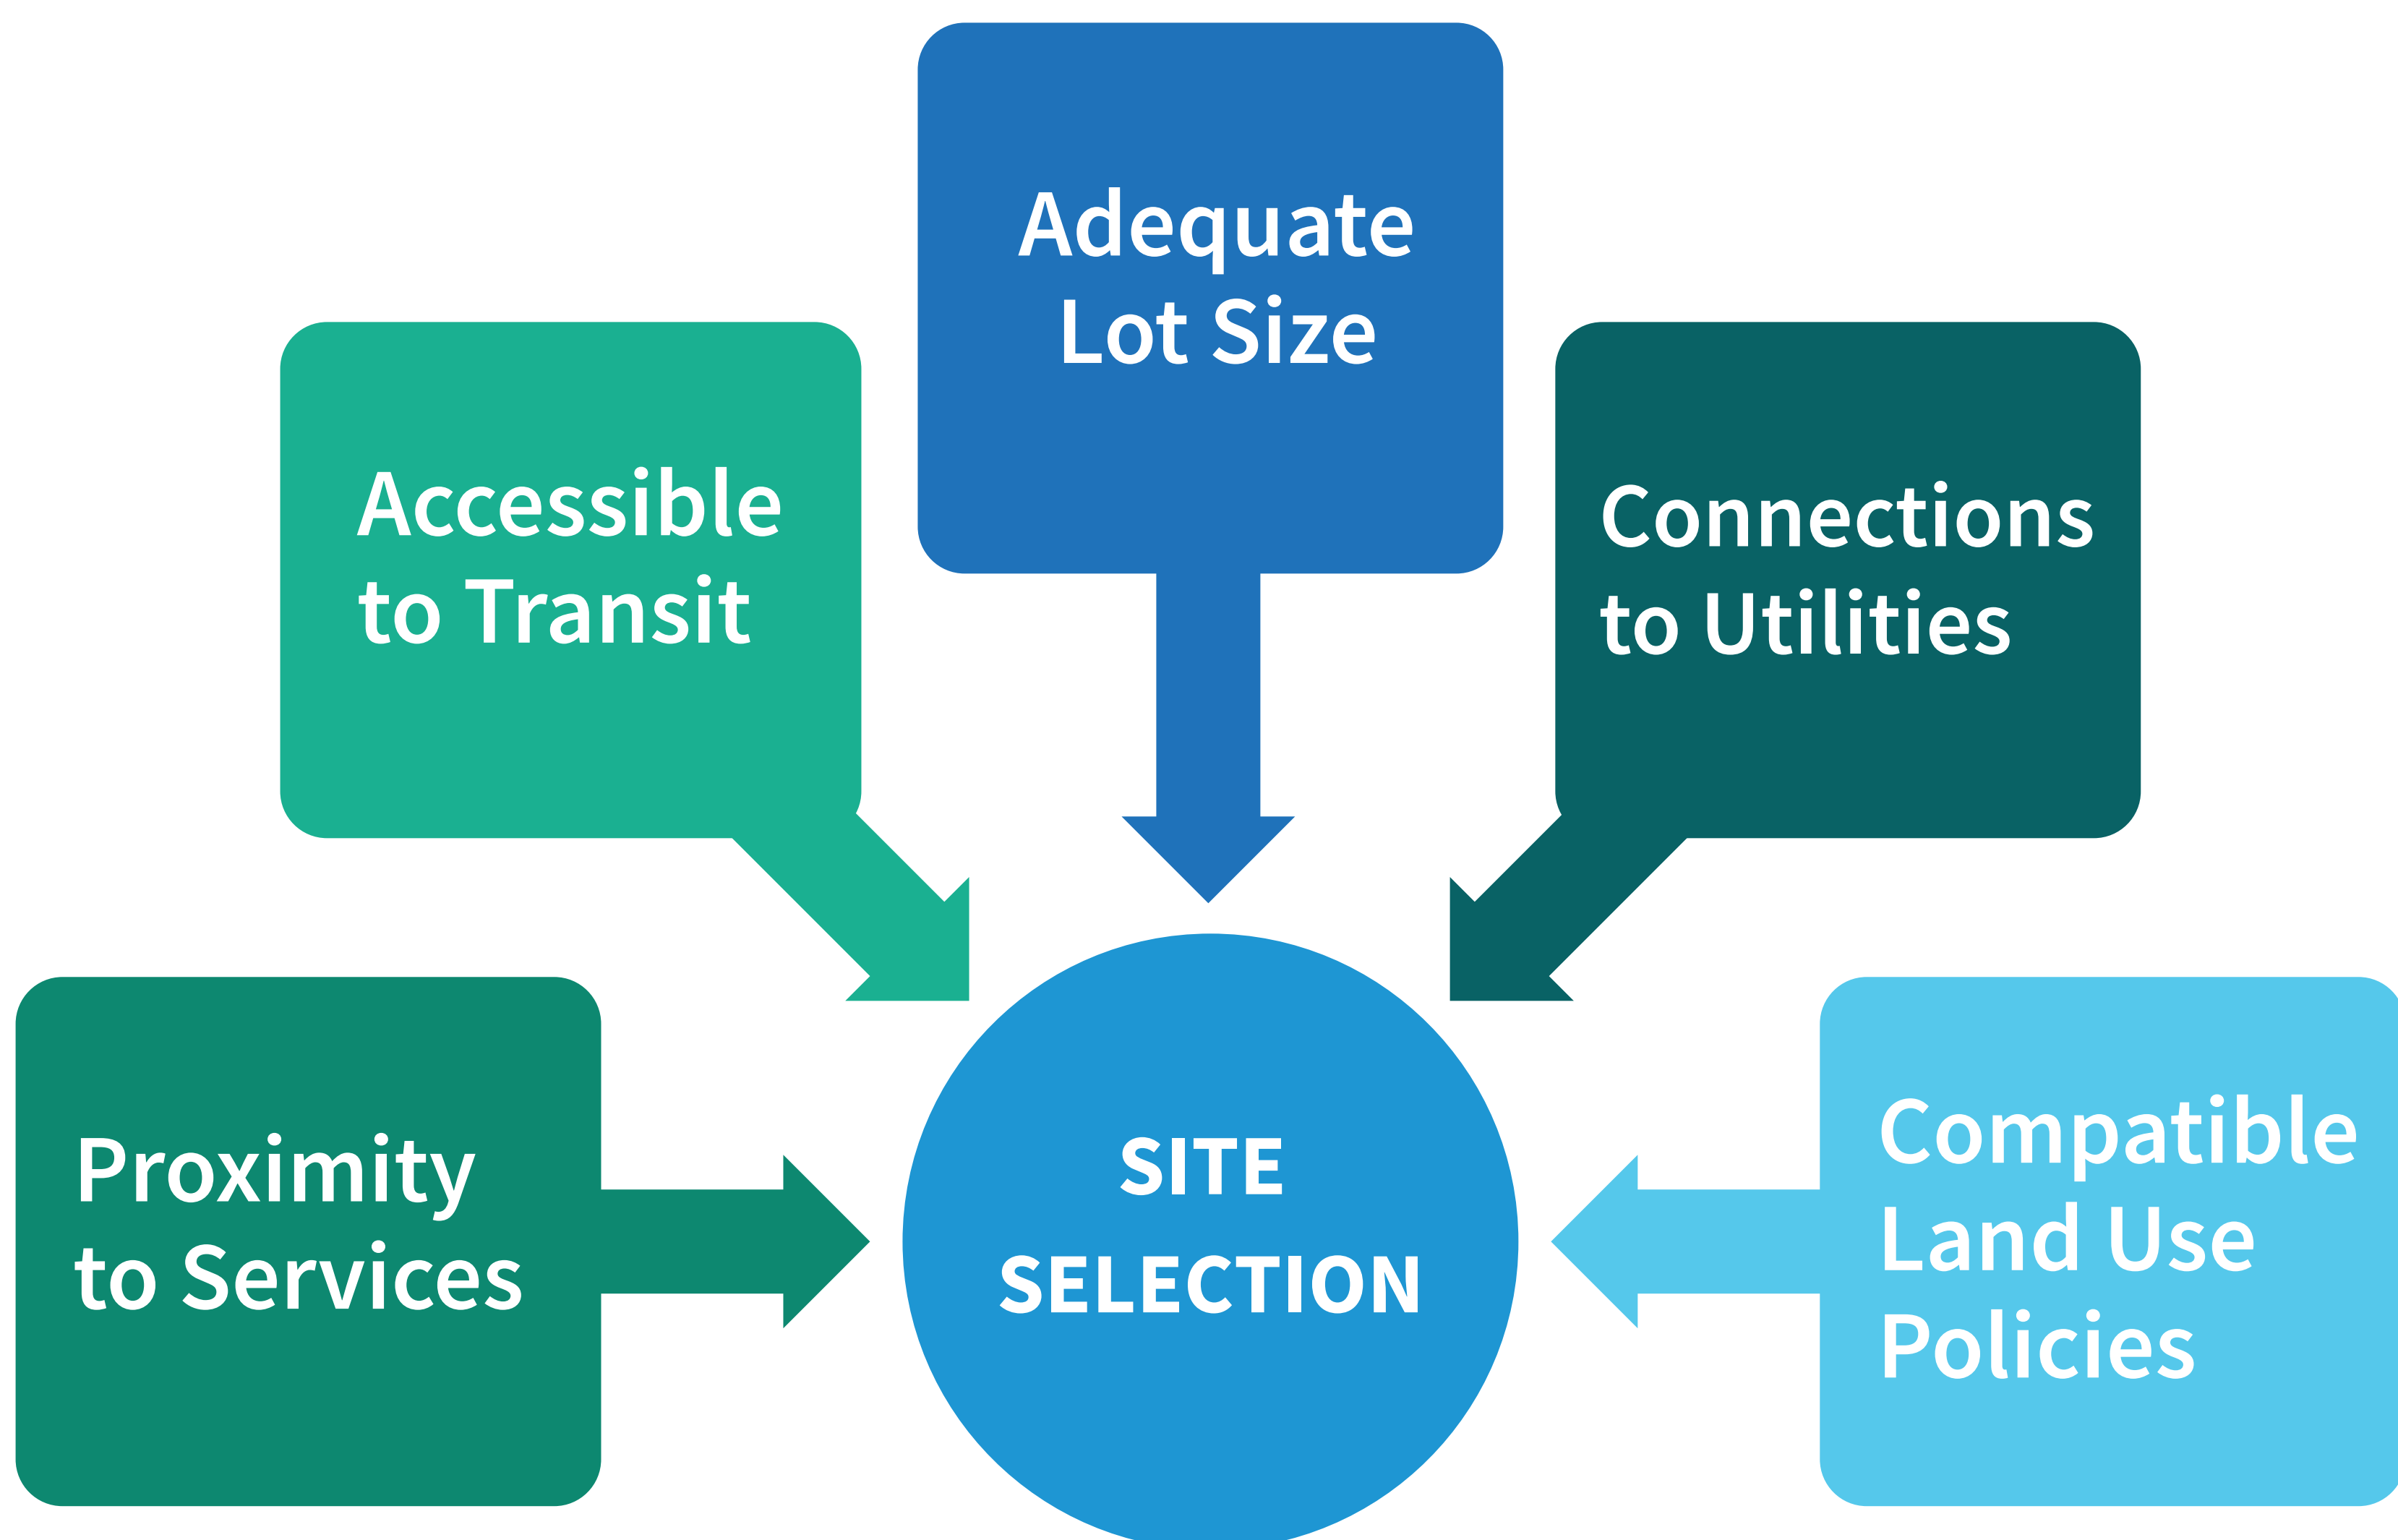 Adequate
Lot Size
Accessible
to Transit
Connections
to Utilities
Proximity
to Services
SITE
SELECTION
Compatible
Land Use
Policies